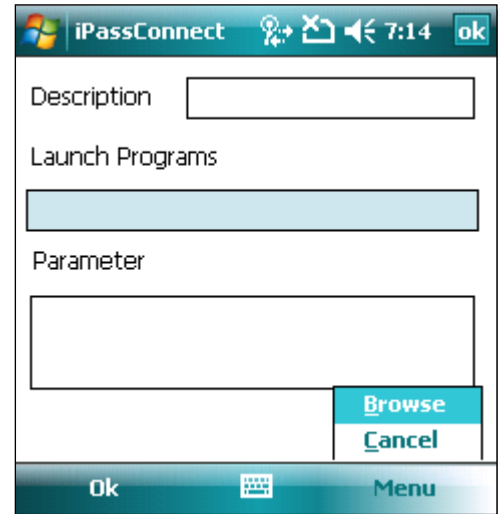 iPassConnect 7:14 ok
Description
Launch Programs
Parameter
Browse
Cancel
Ok Menu